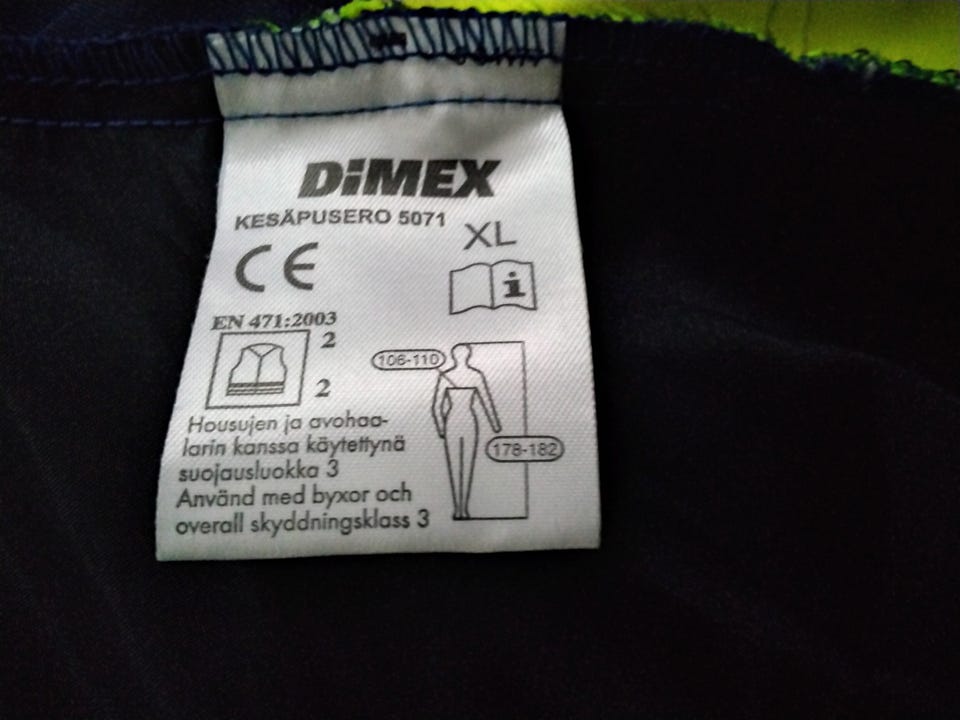 DiMEX
KESÄPUSERO 5071
XL
CE
i
EN 471:2003
2
2
106-110
178-182
Housujen ja avohaa-
larin kanssa käytettynä
suojausluokka 3
Använd med byxor och
overall skyddningsklass 3